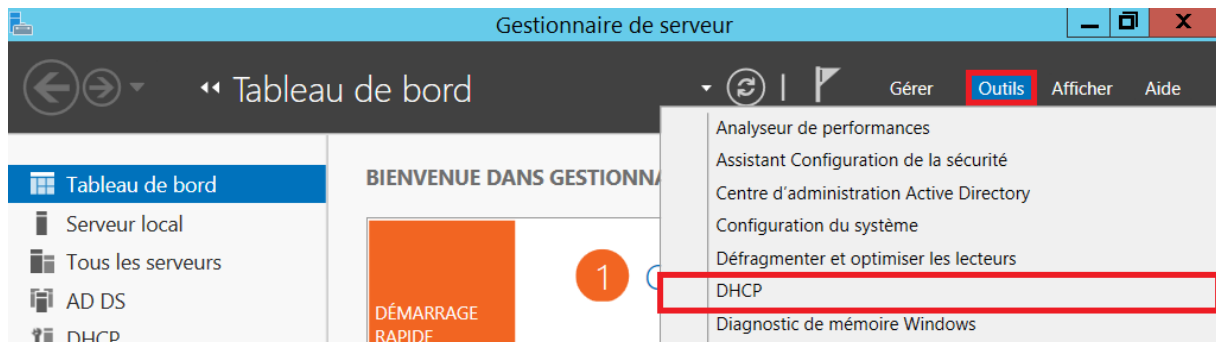 Gestionnaire de serveur
Tableau de bord
Gérer Outils Afficher Aide
Analyseur de performances
Assistant Configuration de la sécurité
Centre d'administration Active Directory
Configuration du système
Défragmenter et optimiser les lecteurs
DHCP
Diagnostic de mémoire Windows
Tableau de bord
Serveur local
Tous les serveurs
AD DS
DHCP
BIENVENUE DANS GESTIONNA
DÉMARRAGE
RAPIDE
1